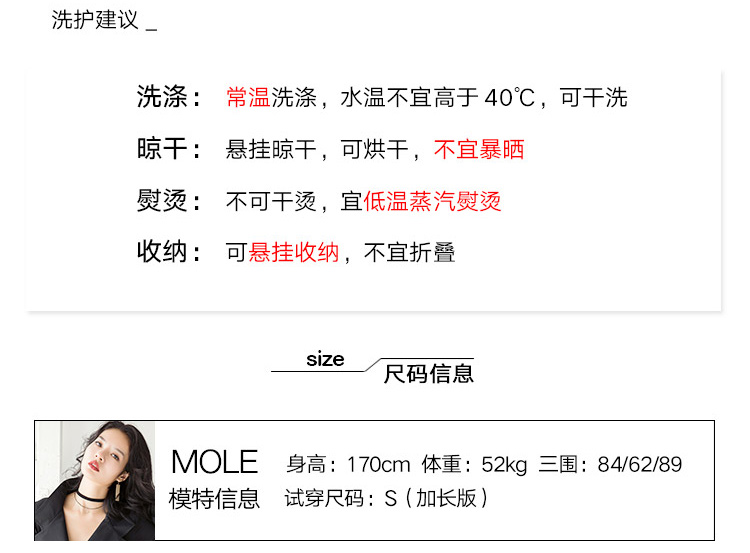 洗护建议 _
洗涤： 常温洗涤，水温不宜高于 40℃，可干洗
晾干： 悬挂晾干，可烘干，不宜暴晒
熨烫： 不可干烫，宜低温蒸汽熨烫
收纳： 可悬挂收纳，不宜折叠
size
尺码信息
MOLE 身高：170cm 体重：52kg 三围：84/62/89
模特信息 试穿尺码：S（加长版）